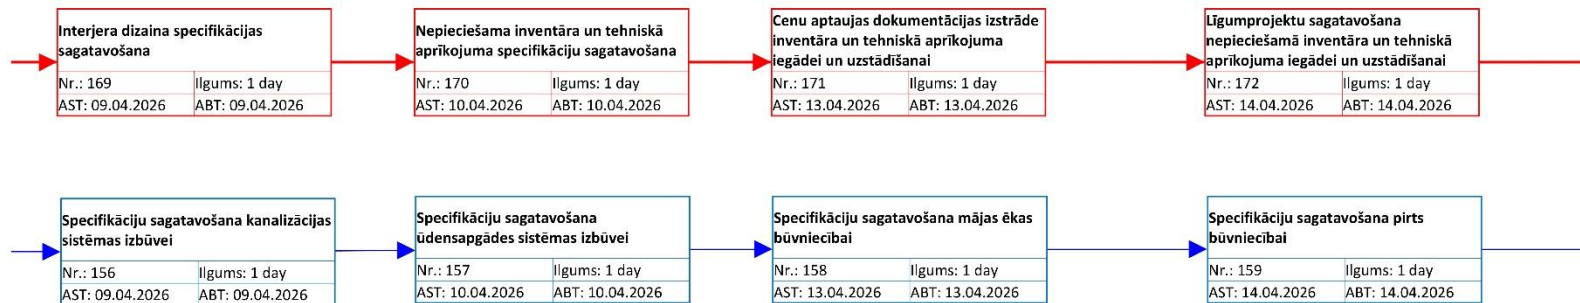 Interjera dizaina specifikācijas
sagatavošana
Nr.: 169 Ilgums: 1 day
AST: 09.04.2026 ABT: 09.04.2026
Nepieciešama inventāra un tehniskā
aprīkojuma specifikāciju sagatavošana
Nr.: 170 Ilgums: 1 day
AST: 10.04.2026 ABT: 10.04.2026
Cenu aptaujas dokumentācijas izstrāde
inventāra un tehniskā aprīkojuma
iegādei un uzstādīšanai
Nr.: 171 Ilgums: 1 day
AST: 13.04.2026 ABT: 13.04.2026
Līgumprojektu sagatavošana
nepieciešamā inventāra un tehniskā
aprīkojuma iegādei un uzstādīšanai
Nr.: 172 Ilgums: 1 day
AST: 14.04.2026 ABT: 14.04.2026
Specifikāciju sagatavošana kanalizācijas
sistēmas izbūvei
Nr.: 156 Ilgums: 1 day
AST: 09.04.2026 ABT: 09.04.2026
Specifikāciju sagatavošana
ūdensapgādes sistēmas izbūvei
Nr.: 157 Ilgums: 1 day
AST: 10.04.2026 ABT: 10.04.2026
Specifikāciju sagatavošana mājas ēkas
būvniecībai
Nr.: 158 Ilgums: 1 day
AST: 13.04.2026 ABT: 13.04.2026
Specifikāciju sagatavošana pirts
būvniecībai
Nr.: 159 Ilgums: 1 day
AST: 14.04.2026 ABT: 14.04.2026